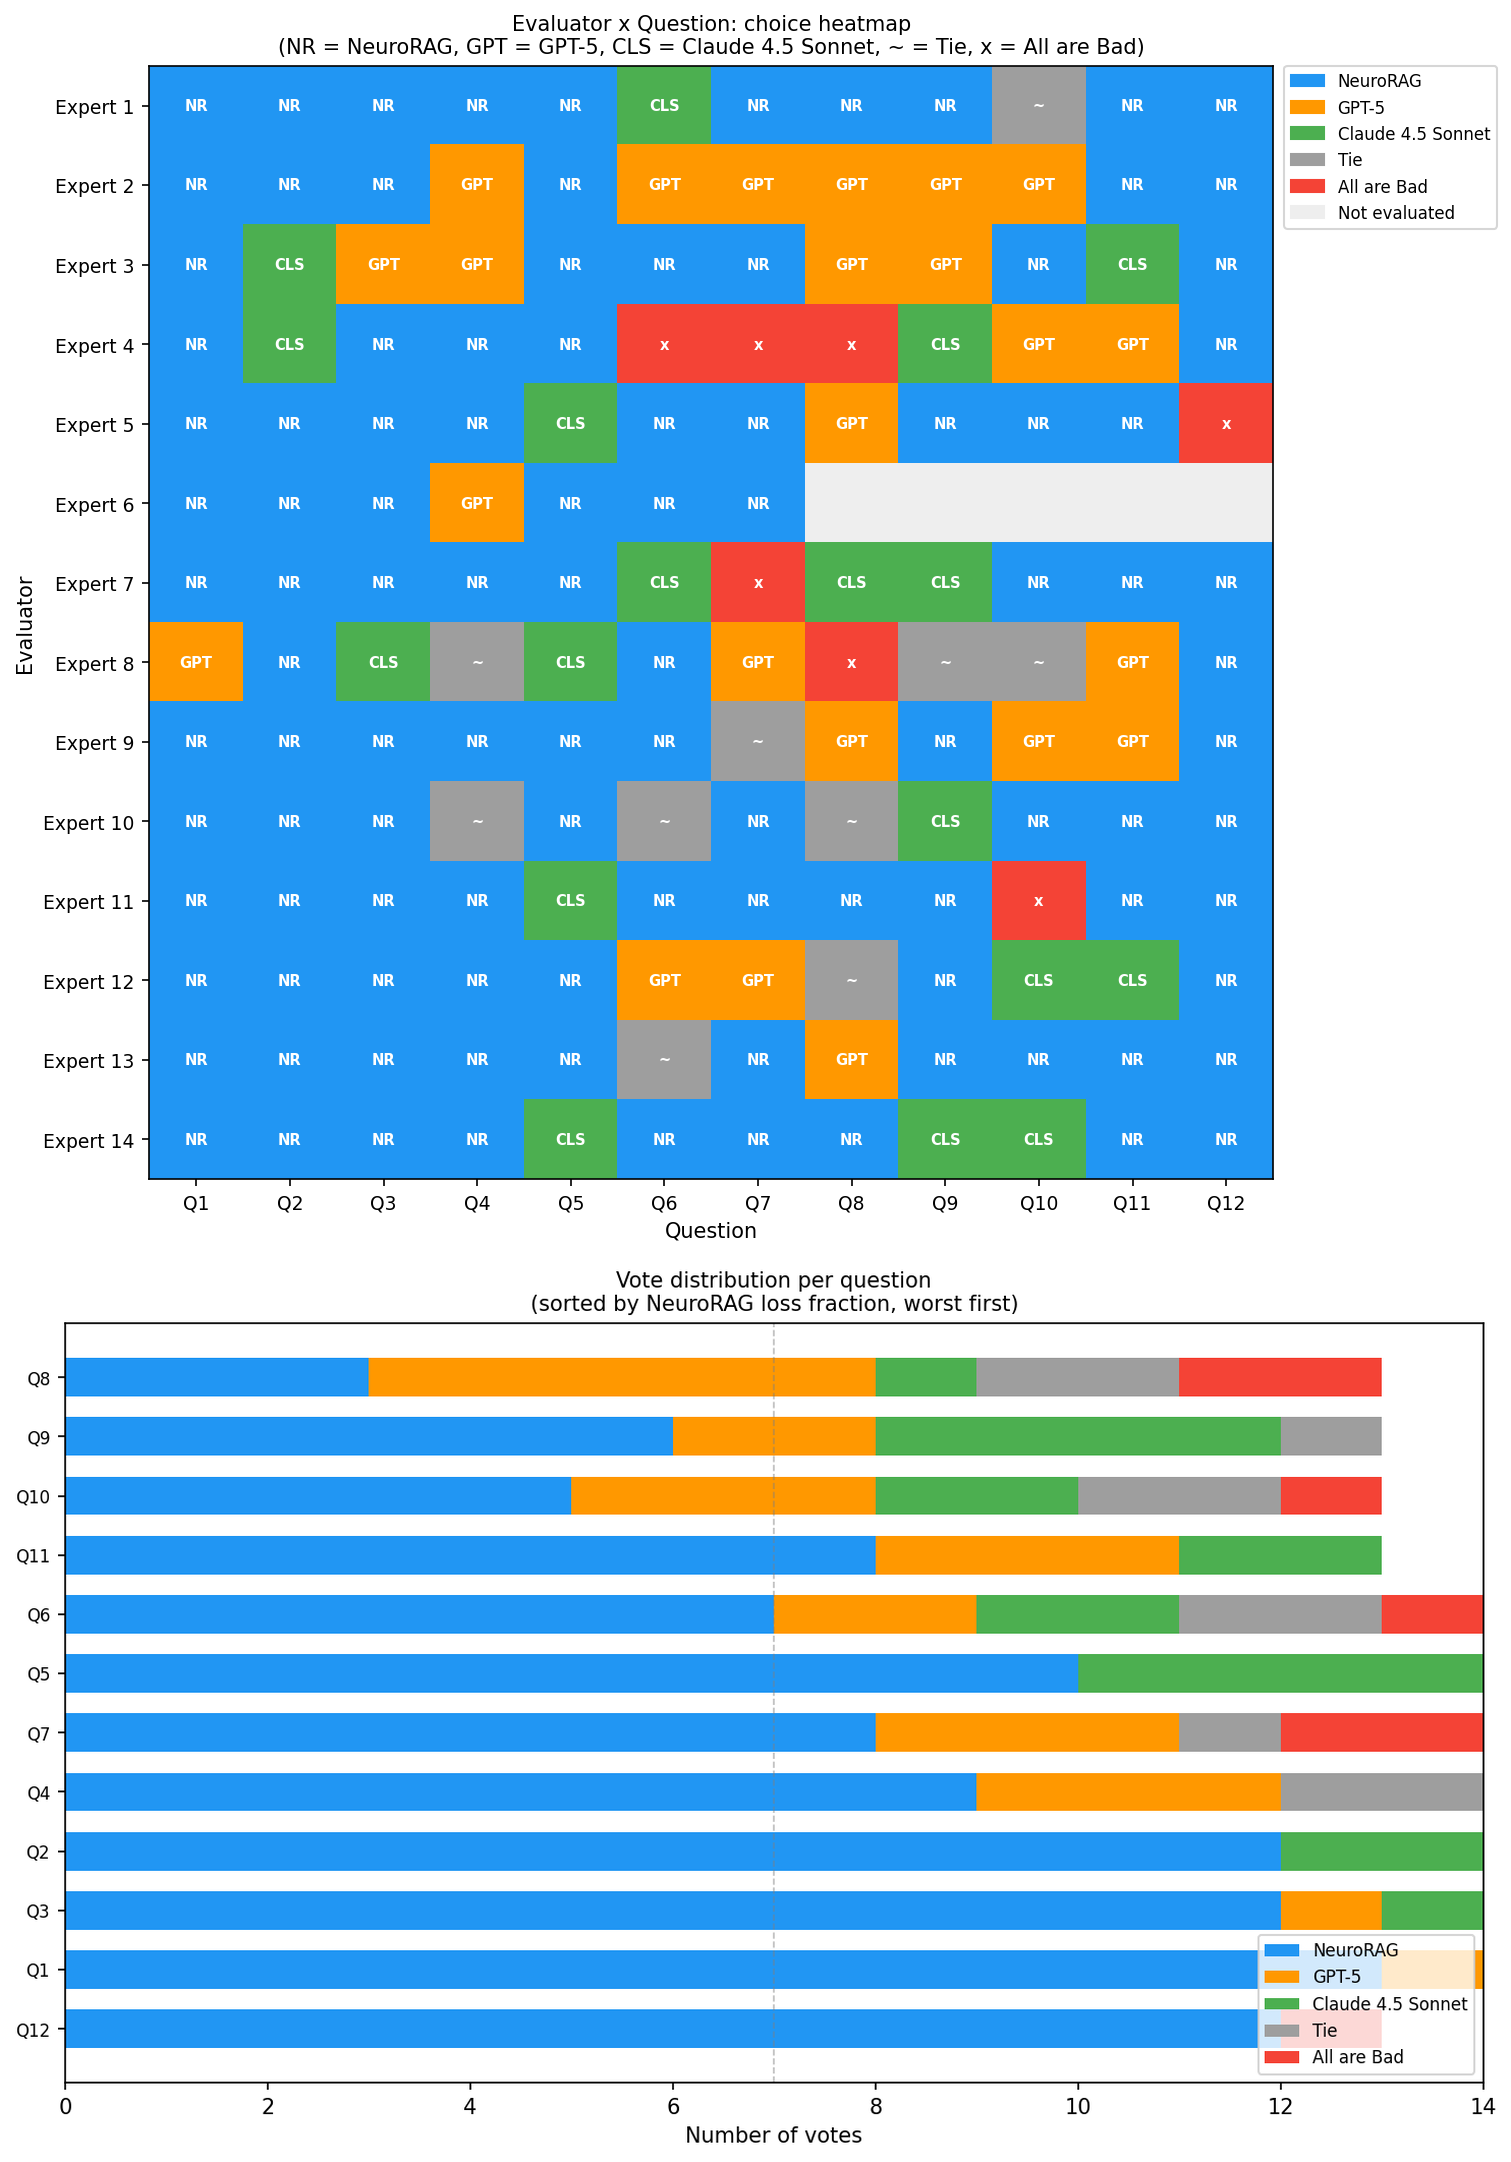 Evaluator x Question: choice heatmap
(NR = NeuroRAG, GPT = GPT-5, CLS = Claude 4.5 Sonnet, ~ = Tie, x = All are Bad)
NeuroRAG
GPT-5
Claude 4.5 Sonnet
Tie
All are Bad
Not evaluated
Evaluator
Expert 1 NR NR NR NR NR CLS NR NR NR ~ NR NR
Expert 2 NR NR NR GPT NR GPT GPT GPT GPT GPT NR NR
Expert 3 NR CLS GPT GPT NR NR NR GPT GPT NR CLS NR
Expert 4 NR CLS NR NR NR x x x CLS GPT GPT NR
Expert 5 NR NR NR NR CLS NR NR GPT NR NR NR x
Expert 6 NR NR NR GPT NR NR NR
Expert 7 NR NR NR NR NR CLS x CLS CLS NR NR NR
Expert 8 GPT NR CLS ~ CLS NR GPT x ~ ~ GPT NR
Expert 9 NR NR NR NR NR NR ~ GPT NR GPT GPT NR
Expert 10 NR NR NR ~ NR ~ NR ~ CLS NR NR NR
Expert 11 NR NR NR NR CLS NR NR NR NR x NR NR
Expert 12 NR NR NR NR NR GPT GPT ~ NR CLS CLS NR
Expert 13 NR NR NR NR NR ~ NR GPT NR NR NR NR
Expert 14 NR NR NR NR CLS NR NR NR CLS CLS NR NR
Q1 Q2 Q3 Q4 Q5 Q6 Q7 Q8 Q9 Q10 Q11 Q12
Question
Vote distribution per question
(sorted by NeuroRAG loss fraction, worst first)
Q8
Q9
Q10
Q11
Q6
Q5
Q7
Q4
Q2
Q3
Q1
Q12
NeuroRAG
GPT-5
Claude 4.5 Sonnet
Tie
All are Bad
0 2 4 6 8 10 12 14
Number of votes